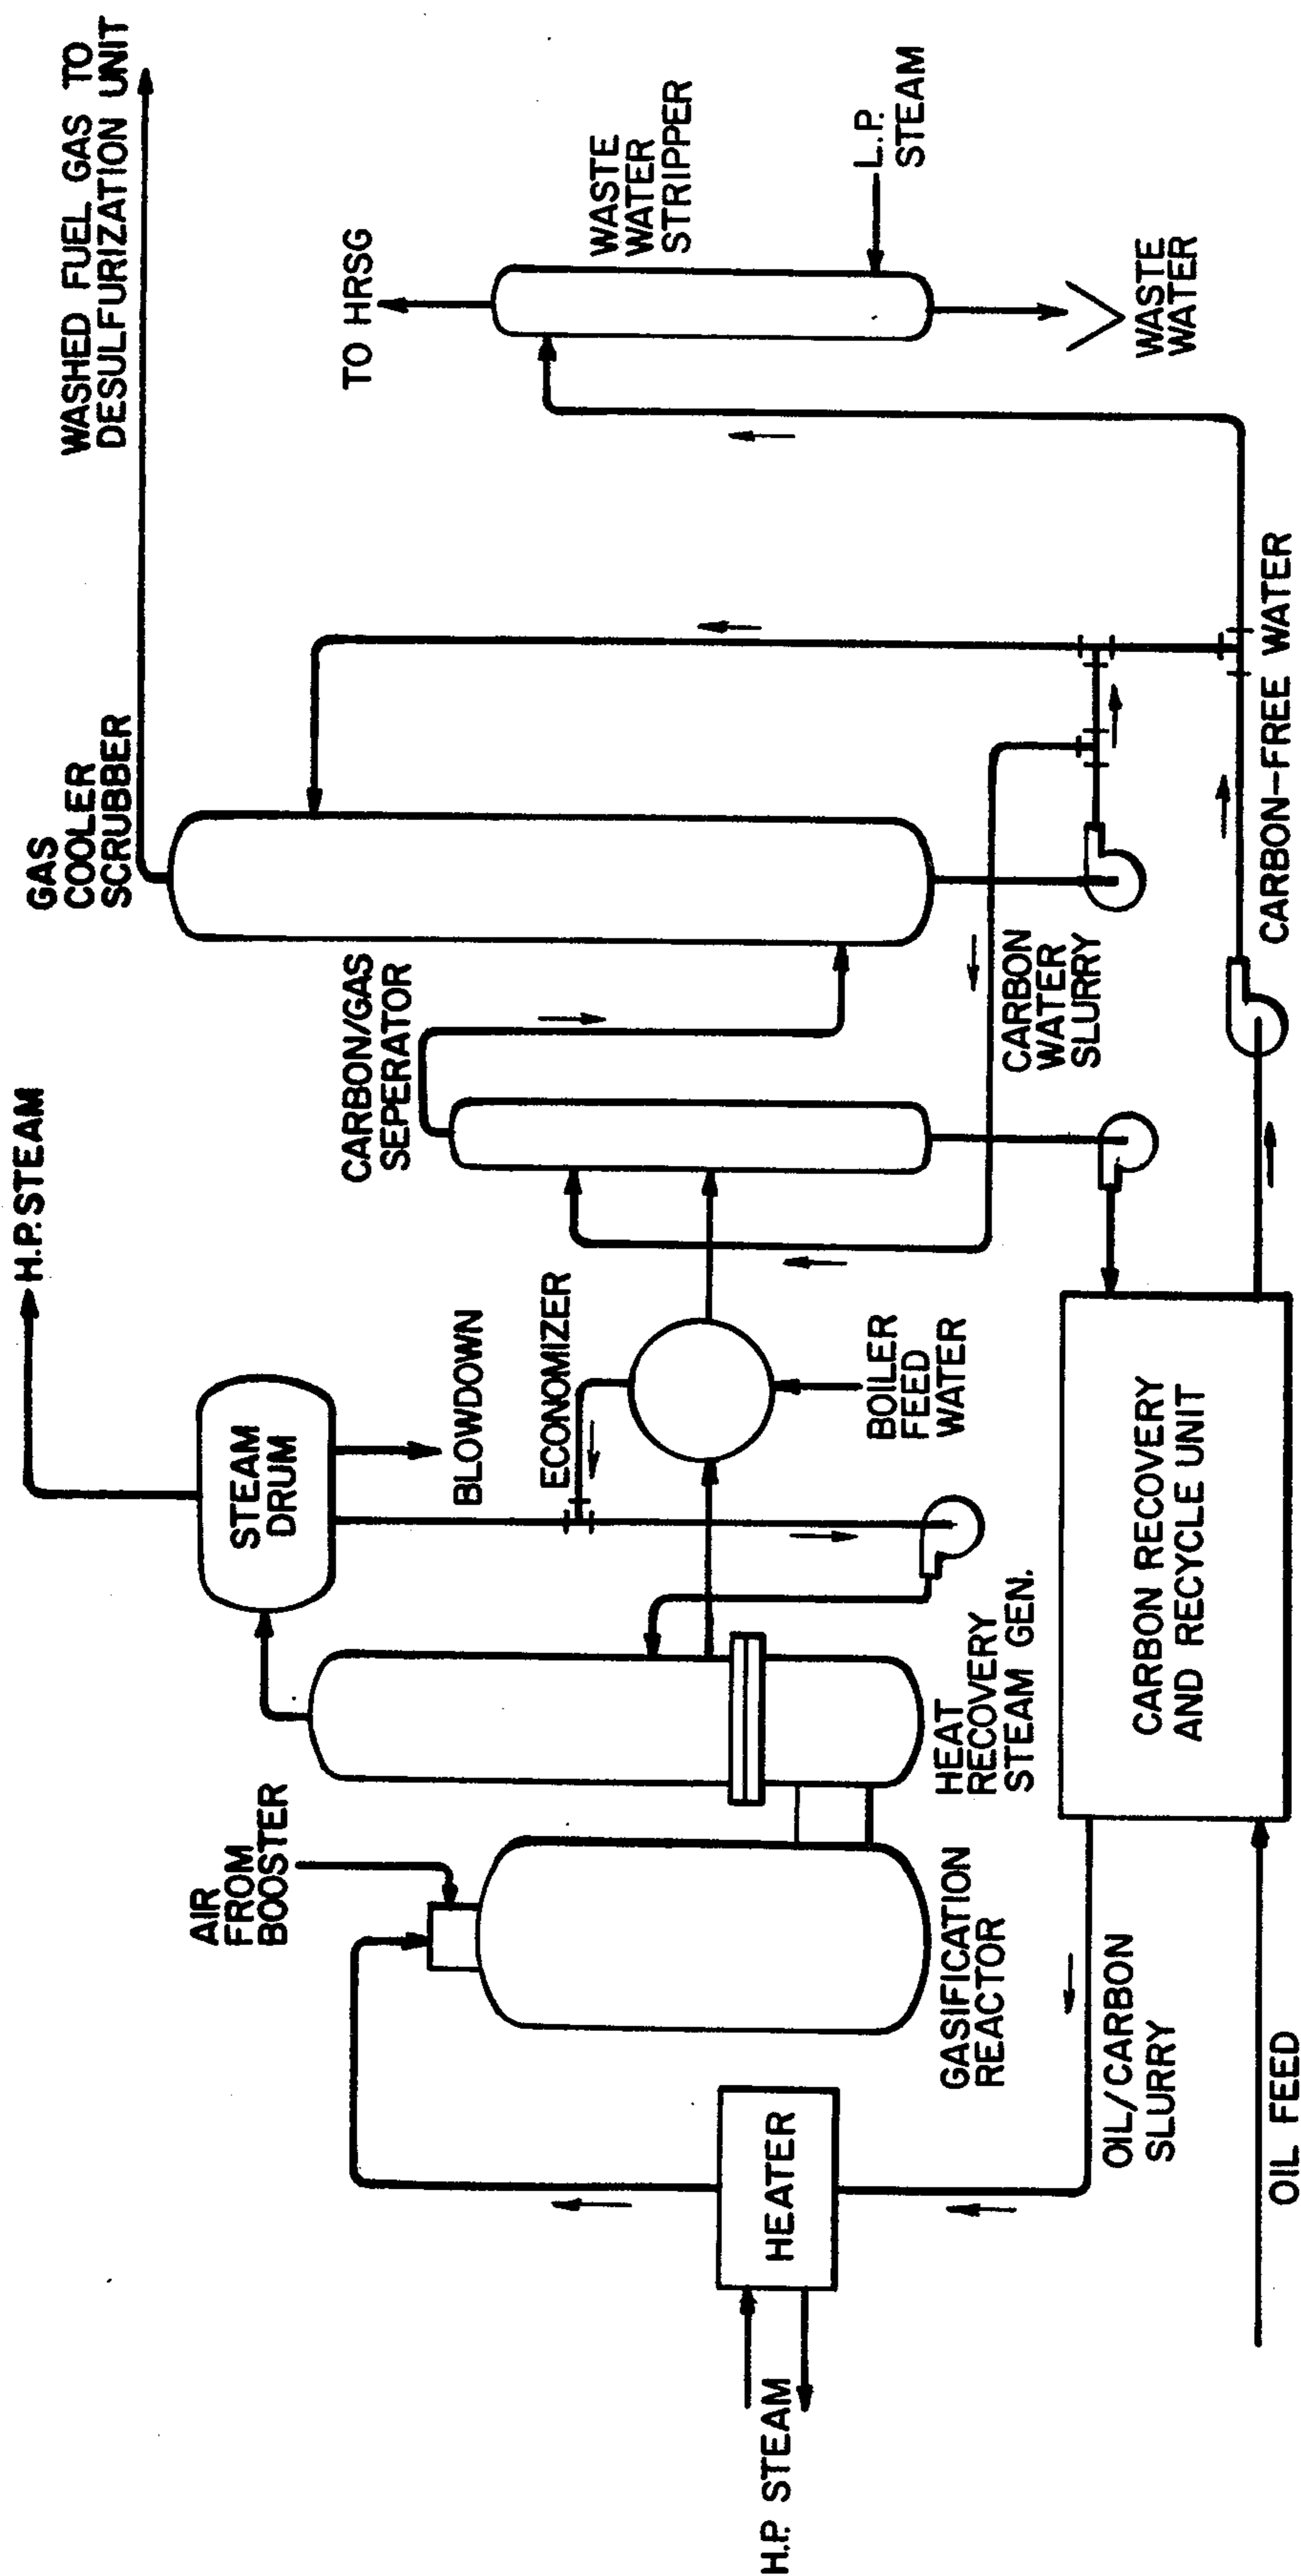 H.P. STEAM
HEATER
OIL FEED
OIL/CARBON
SLURRY
GASIFICATION
REACTOR
AIR
FROM
BOOSTER
HEAT
RECOVERY
STEAM GEN.
CARBON RECOVERY
AND RECYCLE UNIT
STEAM
DRUM
H.P. STEAM
BLOWDOWN
ECONOMIZER
BOILER
FEED
WATER
CARBON/GAS
SEPERATOR
CARBON
WATER
SLURRY
GAS
COOLER
SCRUBBER
CARBON-FREE WATER
WASHED FUEL GAS TO
DESULFURIZATION UNIT
TO HRSG
WASTE
WATER
STRIPPER
L.P.
STEAM
WASTE
WATER